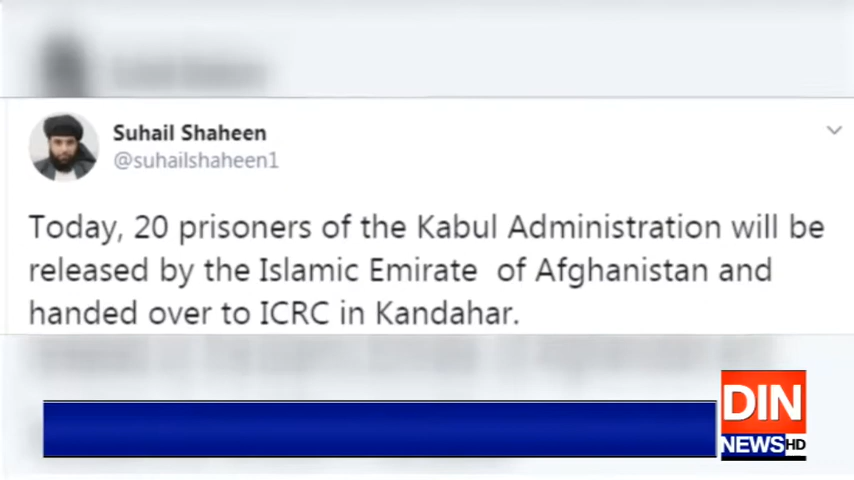 Suhail Shaheen
@suhailshaheen1
Today, 20 prisoners of the Kabul Administration will be
released by the Islamic Emirate of Afghanistan and
handed over to ICRC in Kandahar.
DIN
NEWS HD